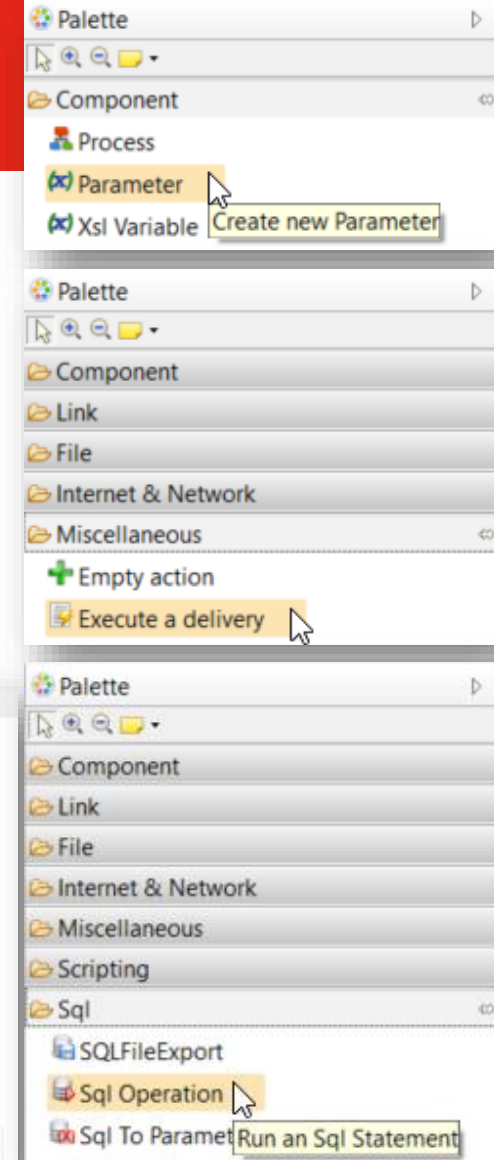 Palette
Component
Process
Parameter
Xsl Variable
Create new Parameter
Palette
Component
Link
File
Internet & Network
Miscellaneous
Empty action
Execute a delivery
Palette
Component
Link
File
Internet & Network
Miscellaneous
Scripting
Sql
SQLFileExport
Sql Operation
Sql To Paramet
Run an Sql Statement